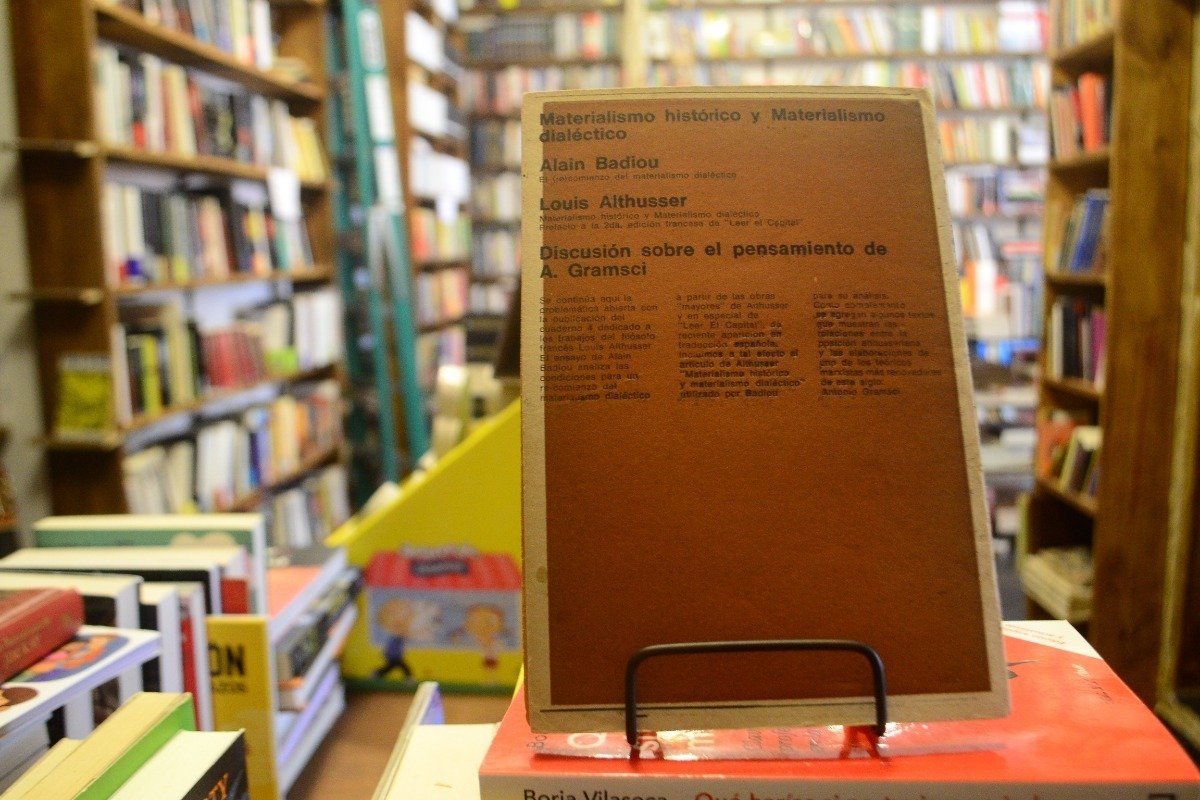 Materialismo histórico y Materialismo
dialéctico
Alain Badiou
El (re)comienzo del materialismo dialéctico
Louis Althusser
Materialismo histórico y Materialismo dialéctico
Prefacio a la 2da. edición francesa de "Leer el Capital"
Discusión sobre el pensamiento de
A. Gramsci
Se continúa aquí la
problemática abierta con
la publicación del
cuaderno 4 dedicado a
los trabajos del filósofo
francés Louis Althusser
El ensayo de Alain
Badiou analiza las
condiciones para un
re-comienzo del
materialismo dialéctico
a partir de las obras
"mayores" de Althusser
y en especial de
"Leer El Capital", de
reciente aparición en
traducción española.
Incluimos a tal efecto el
artículo de Althusser
"Materialismo histórico
y materialismo dialéctico"
utilizado por Badiou
para su análisis.
Como complemento
se agregan algunos textos
que muestran las
relaciones entre la
posición althusseriana
y las elaboraciones de
uno de los teóricos
marxistas más renovadores
de este siglo:
Antonio Gramsci
ON
Borja Vilaseca